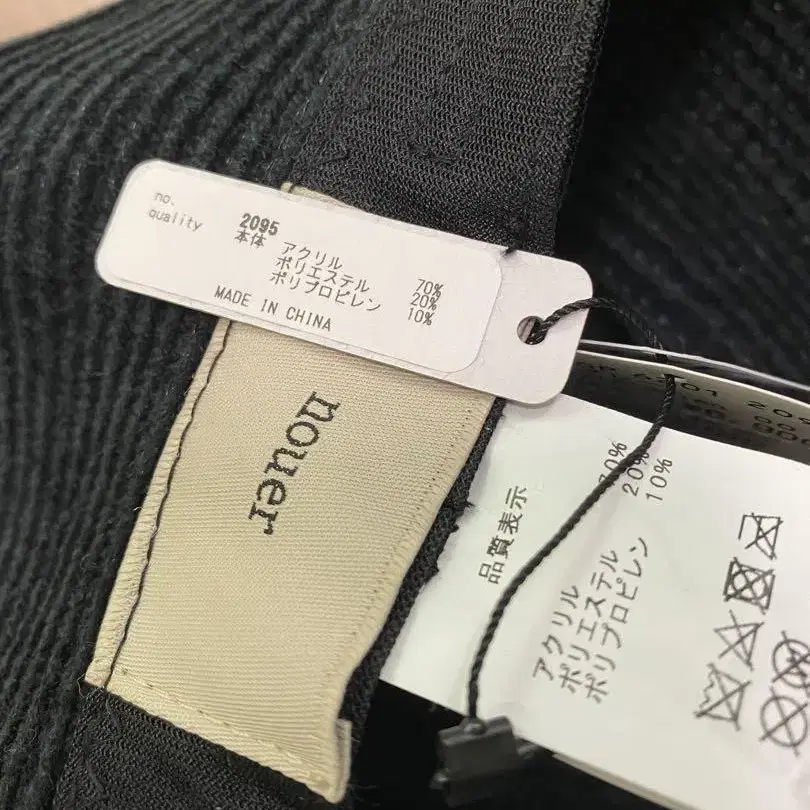 no. 2095
quality 本体 アクリル 70%
ポリエステル 20%
ポリプロピレン 10%
MADE IN CHINA
nouer
品質表示
アクリル 70%
ポリエステル 20%
ポリプロピレン 10%